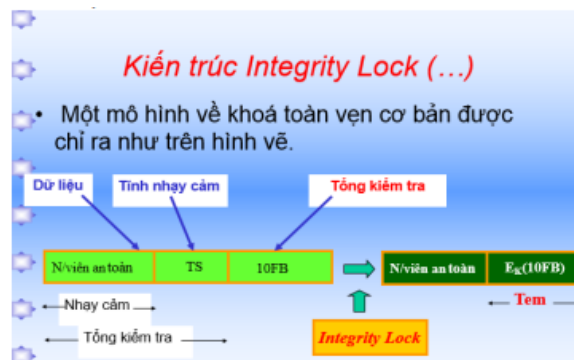 Kiến trúc Integrity Lock (…)
• Một mô hình về khoá toàn vẹn cơ bản được
chỉ ra như trên hình vẽ.
Dữ liệu
Tính nhạy cảm
Tổng kiểm tra
N/viên an toàn
TS
10FB
N/viên an toàn
EK(10FB)
Nhạy cảm
Tem
Tổng kiểm tra
Integrity Lock